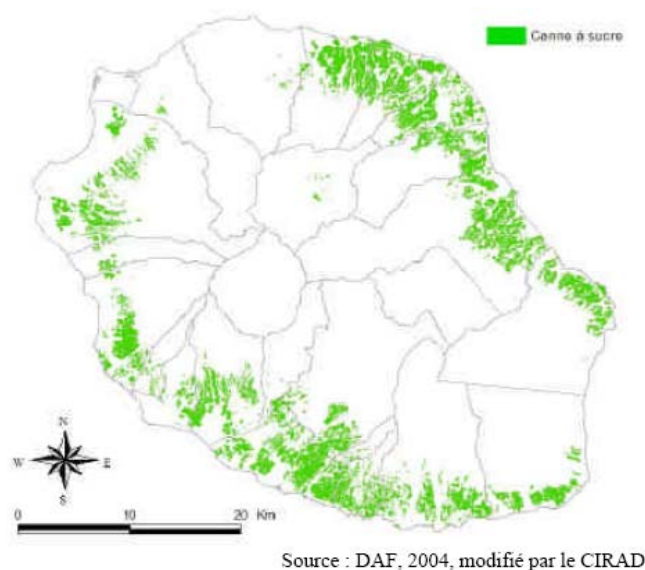 Canne à sucre
N
W E
S
0 10 20 Km
Source : DAF, 2004, modifié par le CIRAD